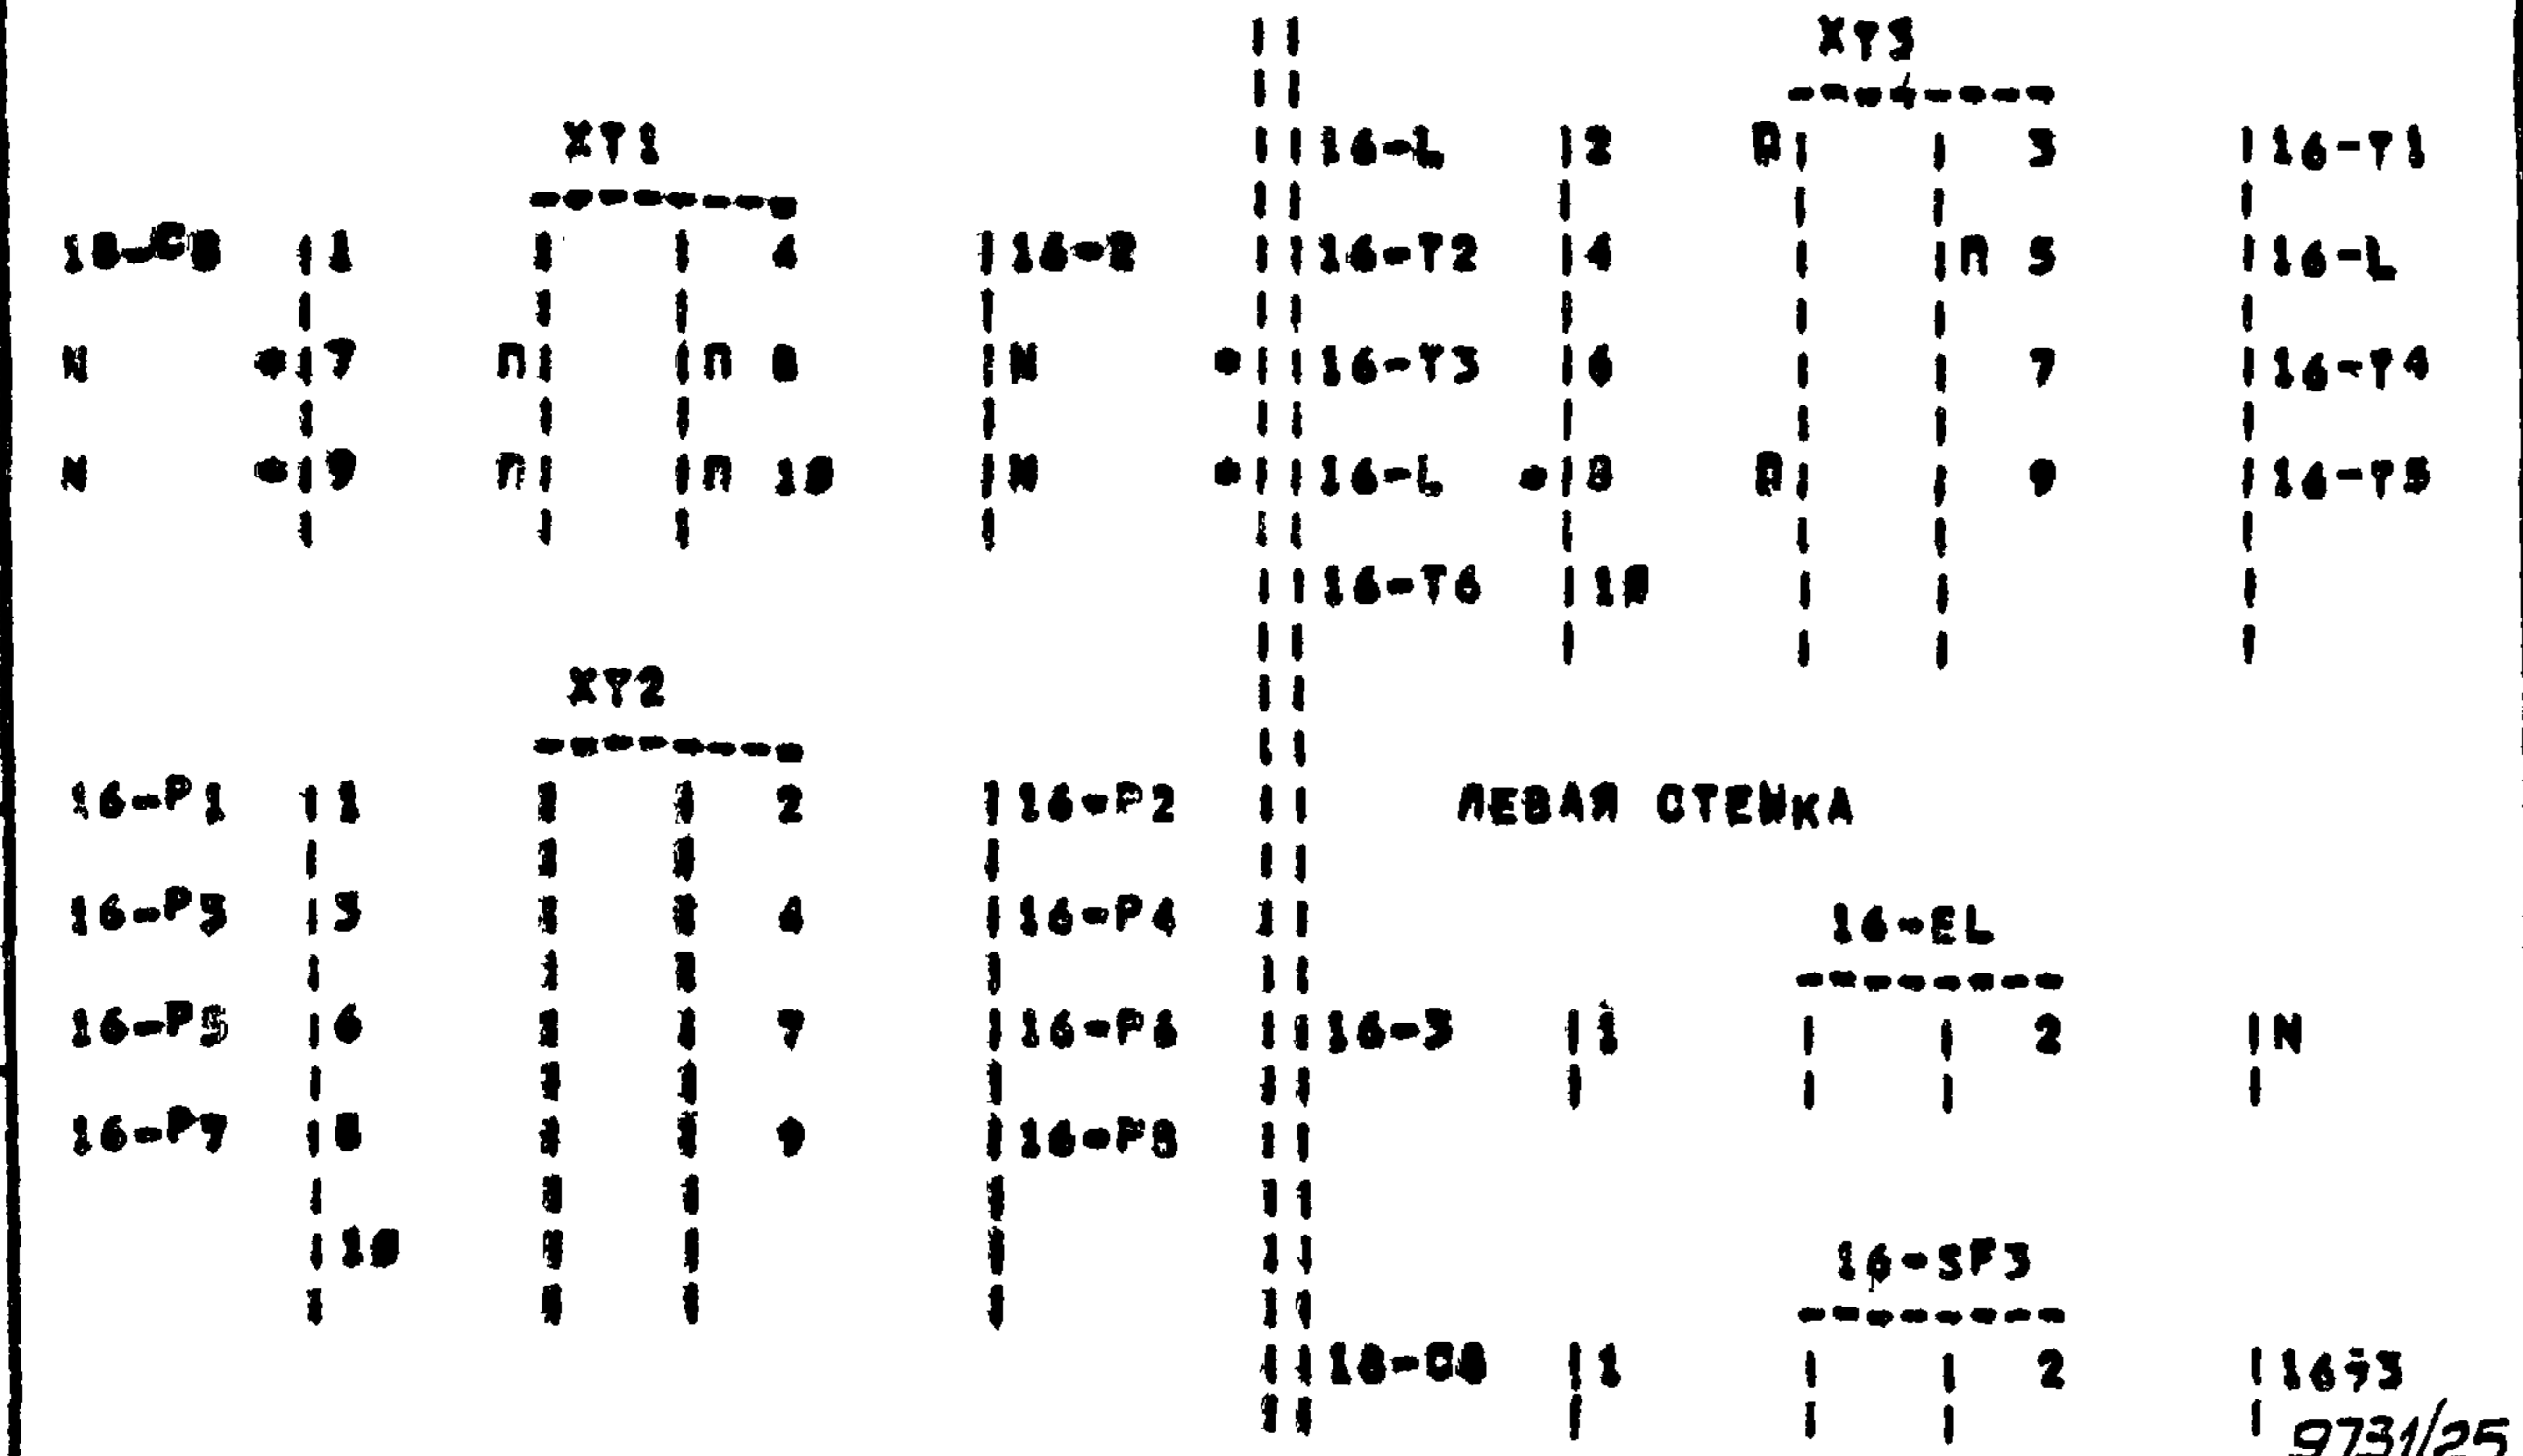 XT1
1 4 16-2
N * 7 П П 8 N *
N * 9 П П 10 N *
XT2
16-P1 1 2 16-P2
16-P3 3 4 16-P4
16-P5 6 7 16-P6
16-P7 8 9 16-P8
10
XT3
16-L 2 П 3 16-T1
16-T2 4 П 5 16-L
16-T3 6 7 16-T4
16-L * 8 П 9 16-T5
16-T6 10
ЛЕВАЯ СТЕНКА
16-EL
16-3 1 2 N
16-SF3
1 2 16-3
9731/25